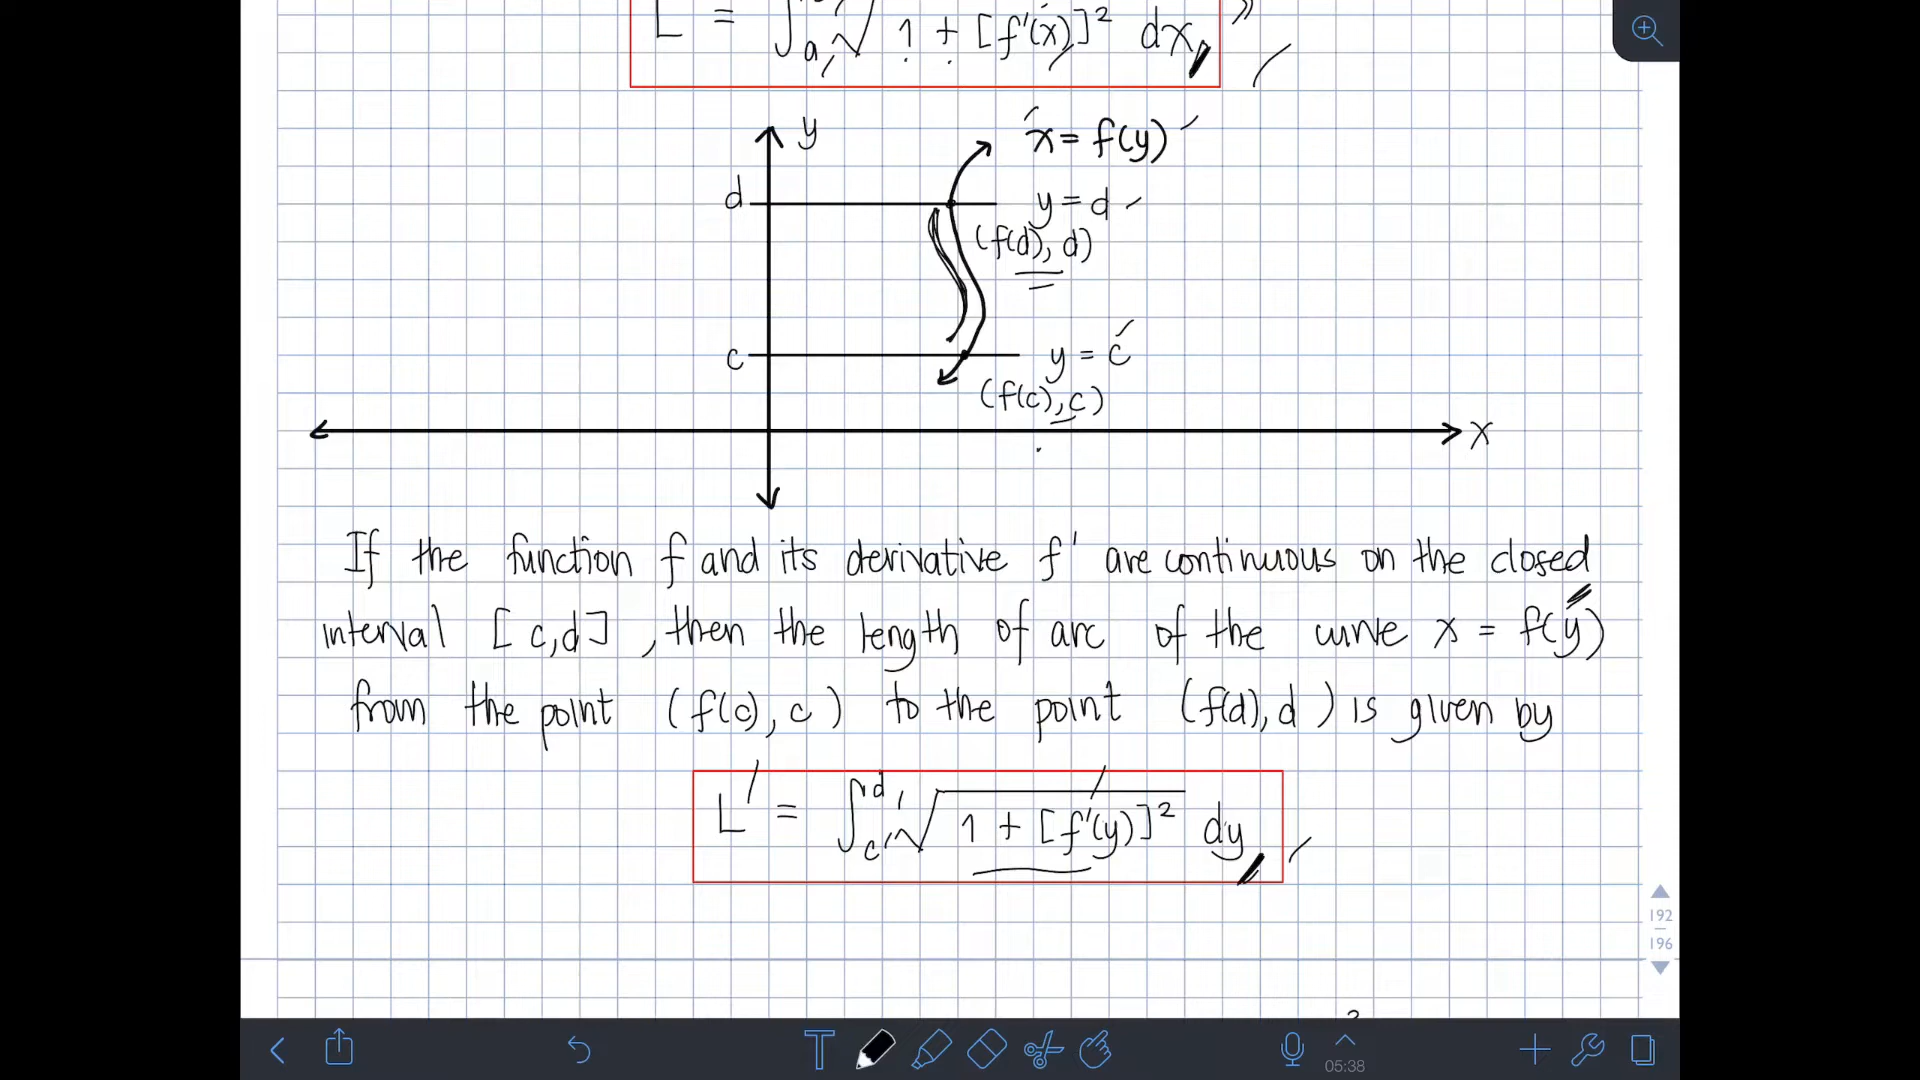 L = ∫ₐ √1 + [f'(x)]² dx
y
x = f(y)
d
y = d
(f(d), d)
c
y = c
(f(c), c)
x
If the function f and its derivative f' are continuous on the closed
interval [c,d], then the length of arc of the curve x = f(y)
from the point (f(c), c) to the point (f(d), d) is given by
L = ∫_c^d √1 + [f'(y)]² dy
192
196
T
05:38